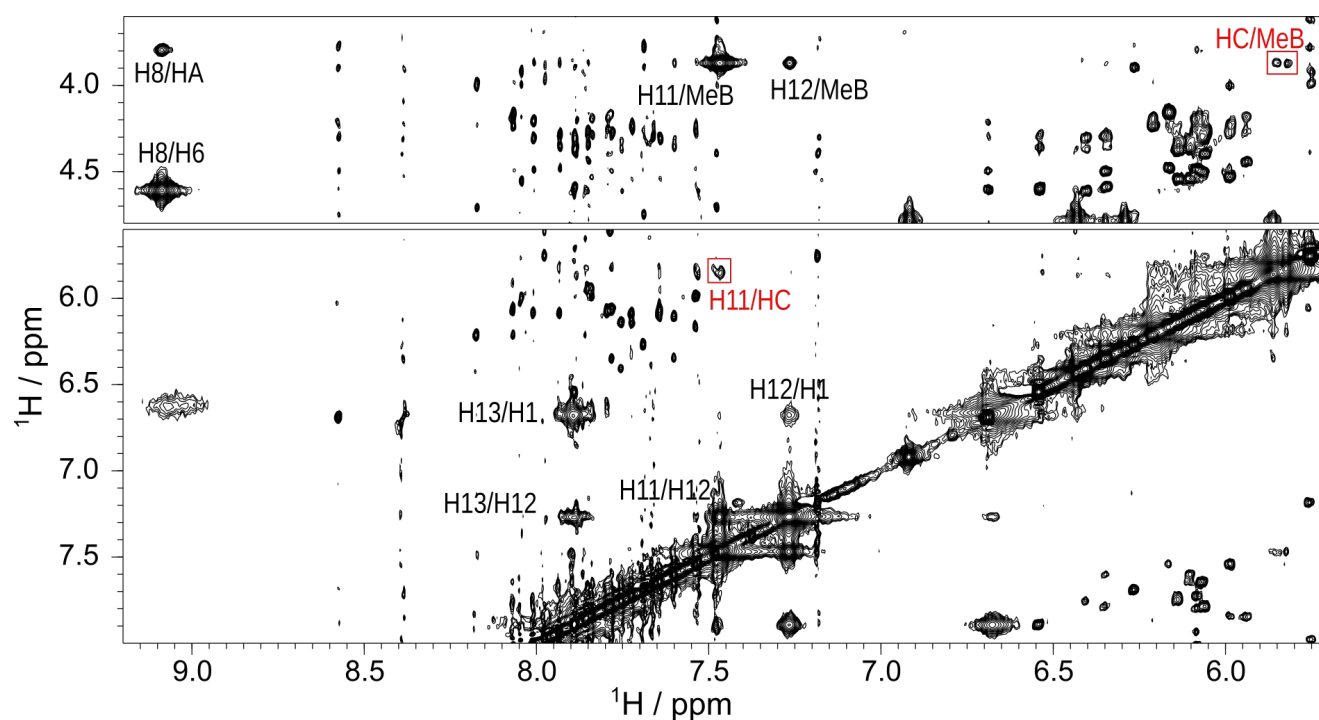 HC/MeB
H8/HA
H11/MeB
H12/MeB
4.0
H8/H6
4.5
H11/HC
6.0
6.5
H13/H1
H12/H1
7.0
H13/H12
H11/H12
7.5
¹H / ppm
9.0 8.5 8.0 7.5 7.0 6.5 6.0
¹H / ppm